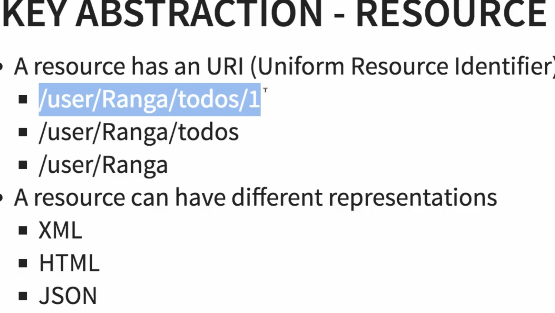 KEY ABSTRACTION - RESOURCE
• A resource has an URI (Uniform Resource Identifier)
▪ /user/Ranga/todos/1
▪ /user/Ranga/todos
▪ /user/Ranga
• A resource can have different representations
▪ XML
▪ HTML
▪ JSON